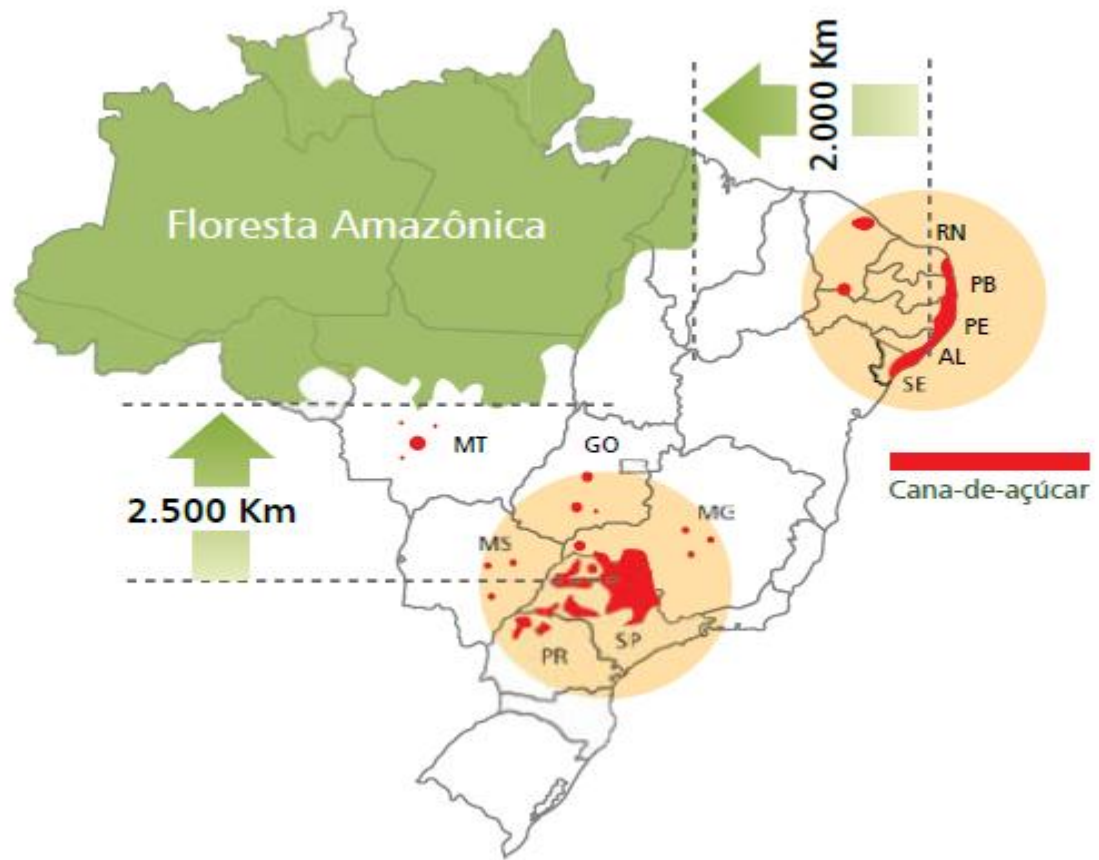 2.000 Km
Floresta Amazônica
RN
PB
PE
AL
SE
MT
GO
Cana-de-açúcar
2.500 Km
MG
MS
SP
PR